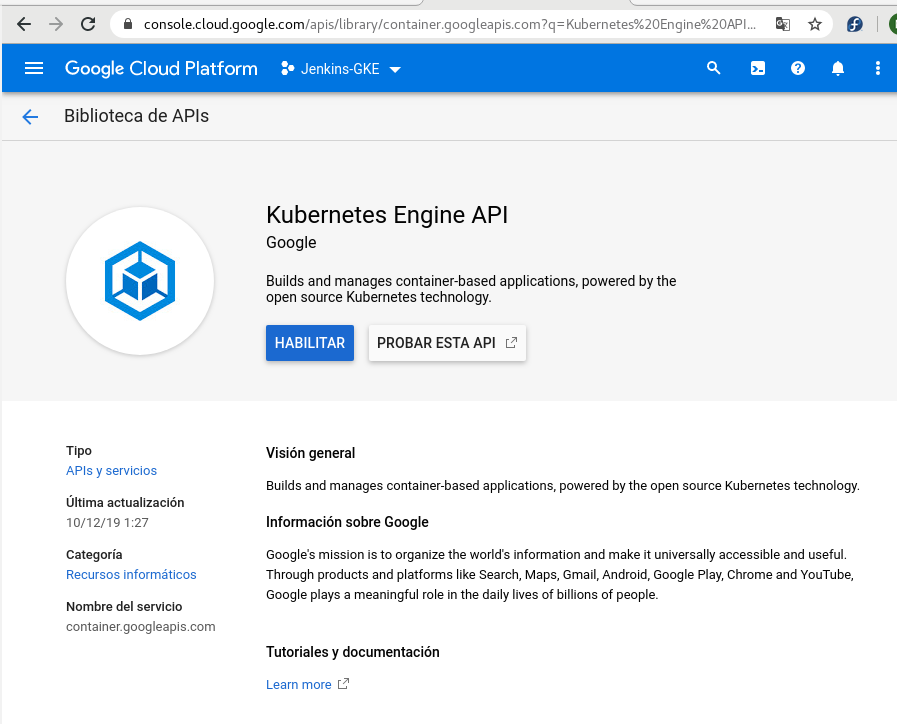 console.cloud.google.com/apis/library/container.googleapis.com?q=Kubernetes%20Engine%20API...
Google Cloud Platform
Jenkins-GKE
Biblioteca de APIs
Kubernetes Engine API
Google
Builds and manages container-based applications, powered by the
open source Kubernetes technology.
HABILITAR
PROBAR ESTA API
Tipo
APIs y servicios
Última actualización
10/12/19 1:27
Categoría
Recursos informáticos
Nombre del servicio
container.googleapis.com
Visión general
Builds and manages container-based applications, powered by the open source Kubernetes technology.
Información sobre Google
Google's mission is to organize the world's information and make it universally accessible and useful.
Through products and platforms like Search, Maps, Gmail, Android, Google Play, Chrome and YouTube,
Google plays a meaningful role in the daily lives of billions of people.
Tutoriales y documentación
Learn more